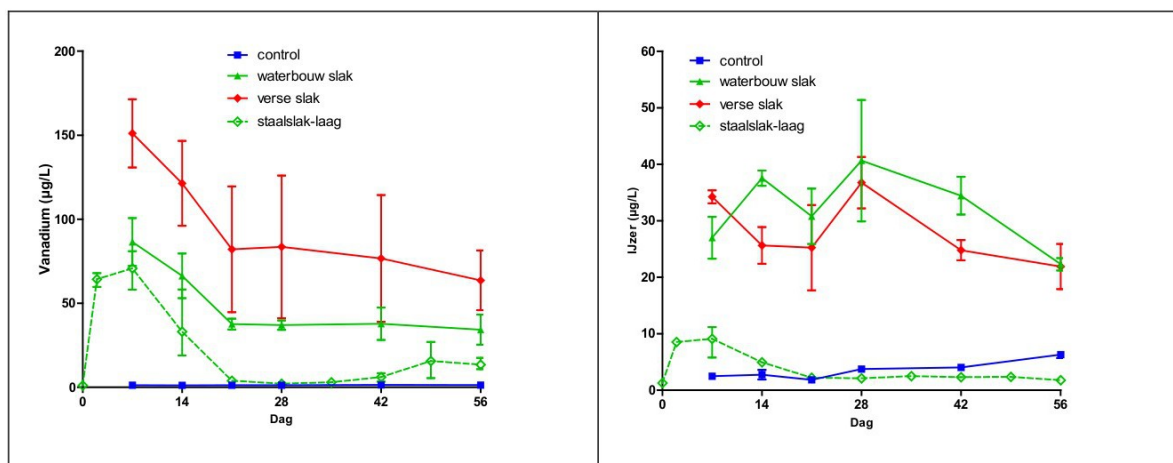 200
150
100
50
0
Vanadium (µg/L)
control
waterbouw slak
verse slak
staalslak-laag
0 14 28 42 56
Dag
60
50
40
30
20
10
0
IJzer (µg/L)
control
waterbouw slak
verse slak
staalslak-laag
0 14 28 42 56
Dag